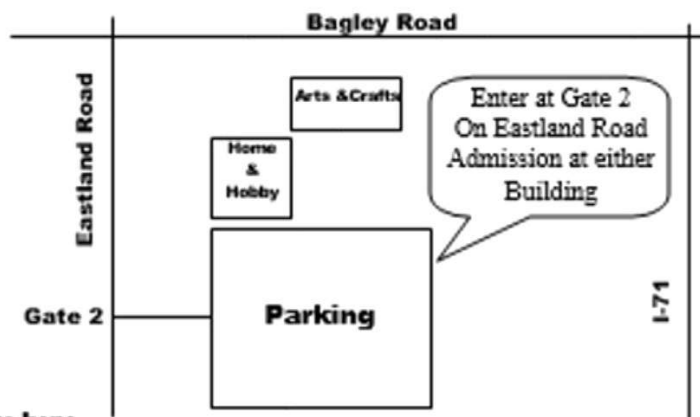 Bagley Road
Eastland Road
Arts &Crafts
Home
&
Hobby
Enter at Gate 2
On Eastland Road
Admission at either
Building
Gate 2
Parking
I-71